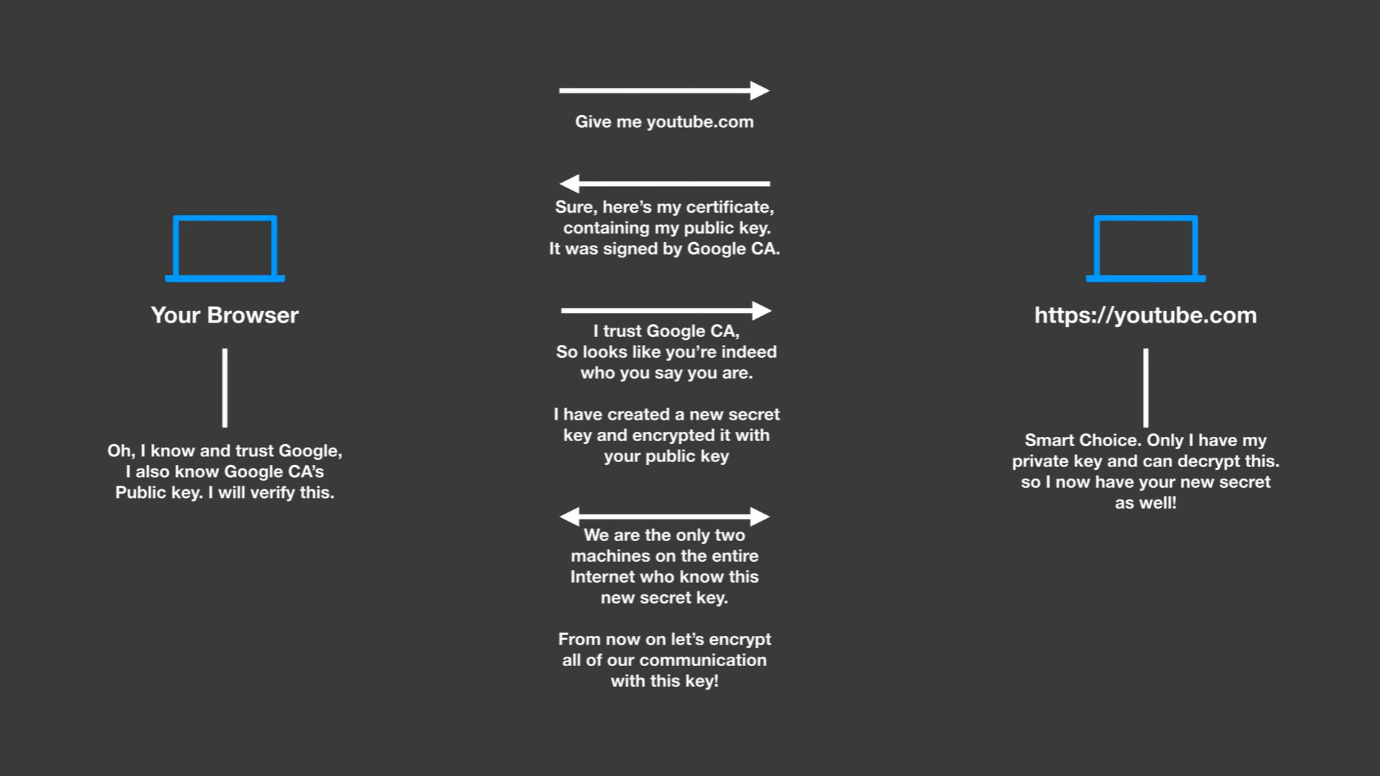 Give me youtube.com
Sure, here's my certificate,
containing my public key.
It was signed by Google CA.
Your Browser
https://youtube.com
I trust Google CA,
So looks like you're indeed
who you say you are.
I have created a new secret
key and encrypted it with
your public key
Oh, I know and trust Google,
I also know Google CA's
Public key. I will verify this.
Smart Choice. Only I have my
private key and can decrypt this.
so I now have your new secret
as well!
We are the only two
machines on the entire
Internet who know this
new secret key.
From now on let's encrypt
all of our communication
with this key!